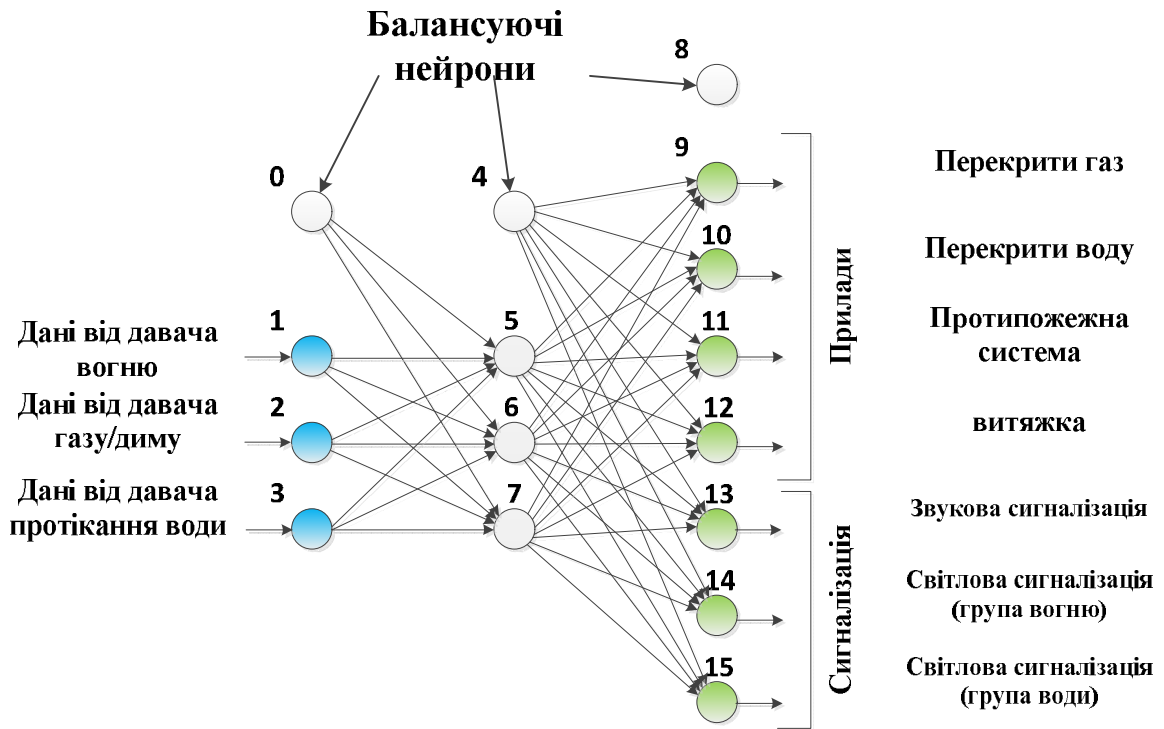 Балансуючі
нейрони
8
9
0
4
10
1
5
11
2
6
12
3
7
13
14
15
Дані від давача
вогню
Дані від давача
газу/диму
Дані від давача
протікання води
Прилади
Сигналізація
Перекрити газ
Перекрити воду
Протипожежна
система
витяжка
Звукова сигналізація
Світлова сигналізація
(група вогню)
Світлова сигналізація
(група води)